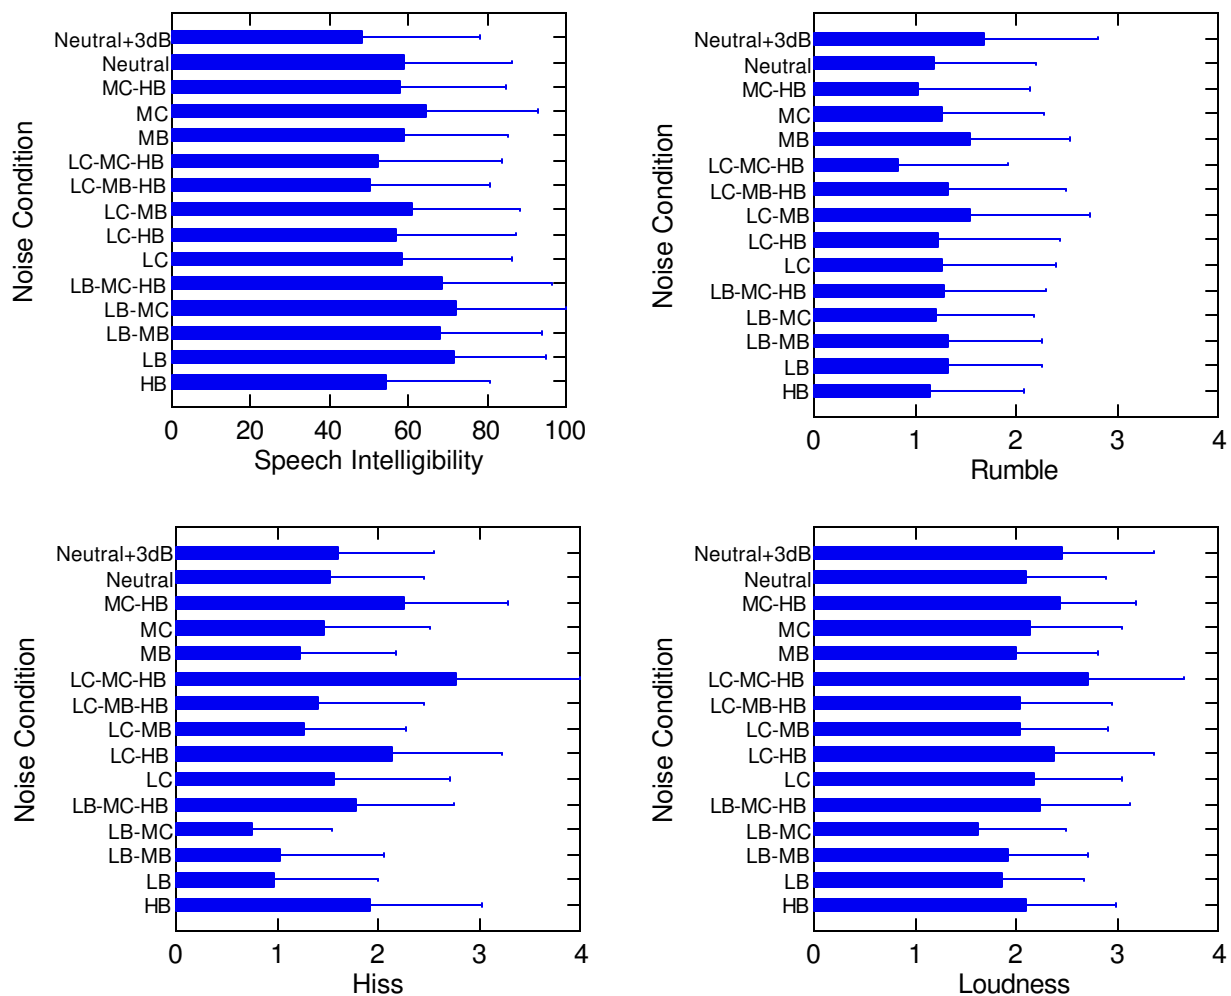 Noise Condition
Neutral+3dB
Neutral
MC-HB
MC
MB
LC-MC-HB
LC-MB-HB
LC-MB
LC-HB
LC
LB-MC-HB
LB-MC
LB-MB
LB
HB
0 20 40 60 80 100
Speech Intelligibility
Noise Condition
Neutral+3dB
Neutral
MC-HB
MC
MB
LC-MC-HB
LC-MB-HB
LC-MB
LC-HB
LC
LB-MC-HB
LB-MC
LB-MB
LB
HB
0 1 2 3 4
Rumble
Noise Condition
Neutral+3dB
Neutral
MC-HB
MC
MB
LC-MC-HB
LC-MB-HB
LC-MB
LC-HB
LC
LB-MC-HB
LB-MC
LB-MB
LB
HB
0 1 2 3 4
Hiss
Noise Condition
Neutral+3dB
Neutral
MC-HB
MC
MB
LC-MC-HB
LC-MB-HB
LC-MB
LC-HB
LC
LB-MC-HB
LB-MC
LB-MB
LB
HB
0 1 2 3 4
Loudness